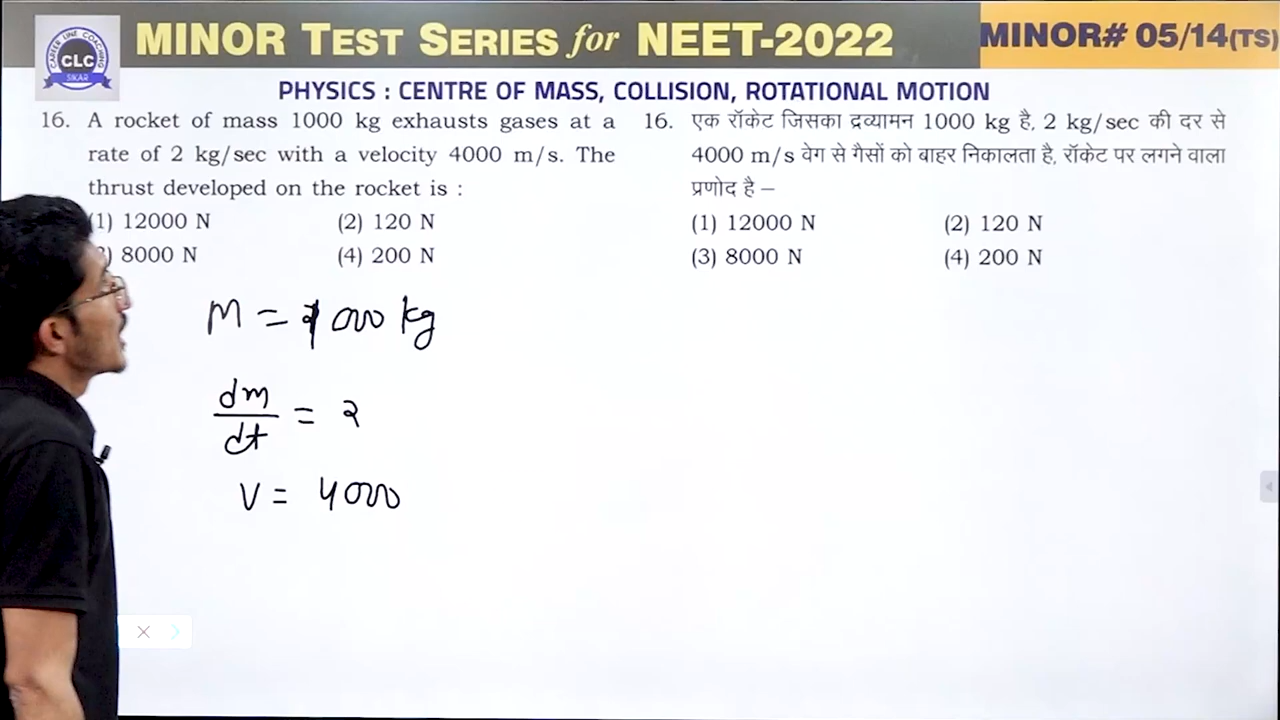 CAREER LINE COACHING
CLC
SIKAR
MINOR TEST SERIES for NEET-2022
MINOR# 05/14(TS)
PHYSICS : CENTRE OF MASS, COLLISION, ROTATIONAL MOTION
16. A rocket of mass 1000 kg exhausts gases at a
rate of 2 kg/sec with a velocity 4000 m/s. The
thrust developed on the rocket is :
(1) 12000 N (2) 120 N
) 8000 N (4) 200 N
16. एक रॉकेट जिसका द्रव्यामन 1000 kg है, 2 kg/sec की दर से
4000 m/s वेग से गैसों को बाहर निकालता है, रॉकेट पर लगने वाला
प्रणोद है –
(1) 12000 N (2) 120 N
(3) 8000 N (4) 200 N
M = 1000 kg
dm
dt = 2
V = 4000